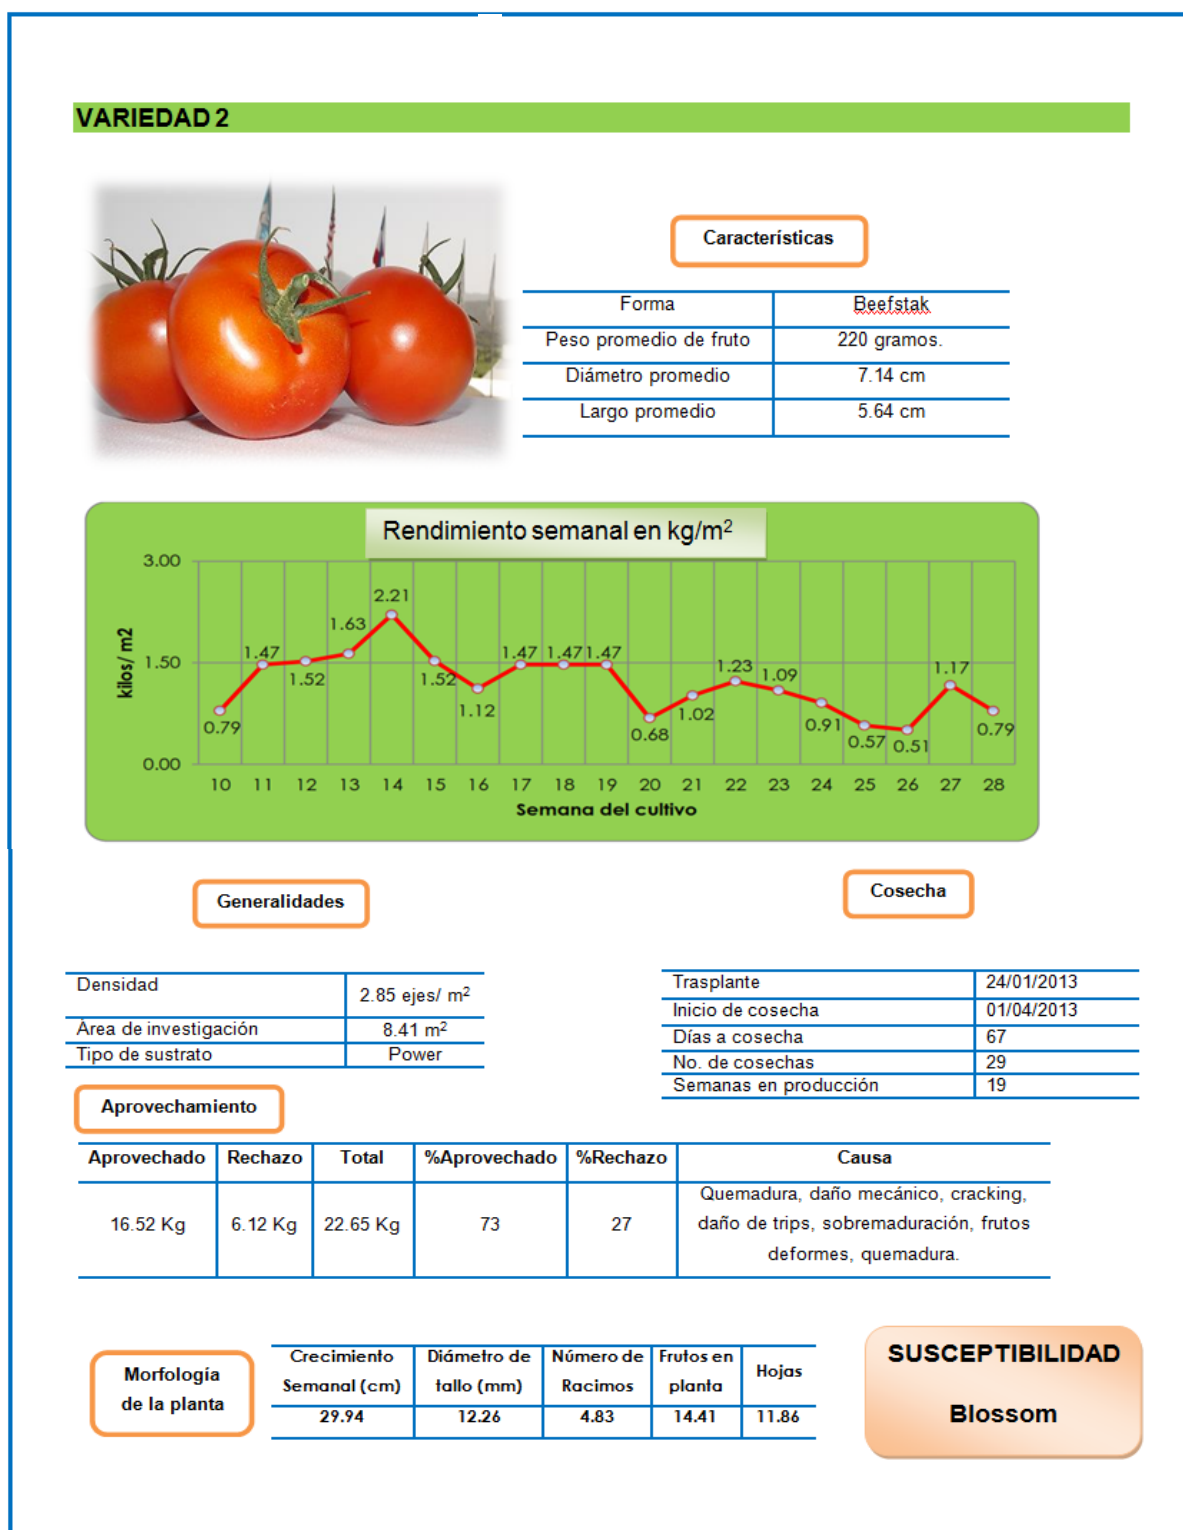 VARIEDAD 2
Características
Forma Beefstak
Peso promedio de fruto 220 gramos.
Diámetro promedio 7.14 cm
Largo promedio 5.64 cm
Rendimiento semanal en kg/m²
kilos/ m2
3.00
1.50
0.00
0.79 1.47 1.52 1.63 2.21 1.52 1.12 1.47 1.47 1.47 0.68 1.02 1.23 1.09 0.91 0.57 0.51 1.17 0.79
10 11 12 13 14 15 16 17 18 19 20 21 22 23 24 25 26 27 28
Semana del cultivo
Generalidades
Densidad 2.85 ejes/ m²
Área de investigación 8.41 m²
Tipo de sustrato Power
Cosecha
Trasplante 24/01/2013
Inicio de cosecha 01/04/2013
Días a cosecha 67
No. de cosechas 29
Semanas en producción 19
Aprovechamiento
Aprovechado Rechazo Total %Aprovechado %Rechazo Causa
16.52 Kg 6.12 Kg 22.65 Kg 73 27 Quemadura, daño mecánico, cracking,
daño de trips, sobremaduración, frutos
deformes, quemadura.
Morfología
de la planta
Crecimiento Diámetro de Número de Frutos en Hojas
Semanal (cm) tallo (mm) Racimos planta
29.94 12.26 4.83 14.41 11.86
SUSCEPTIBILIDAD
Blossom